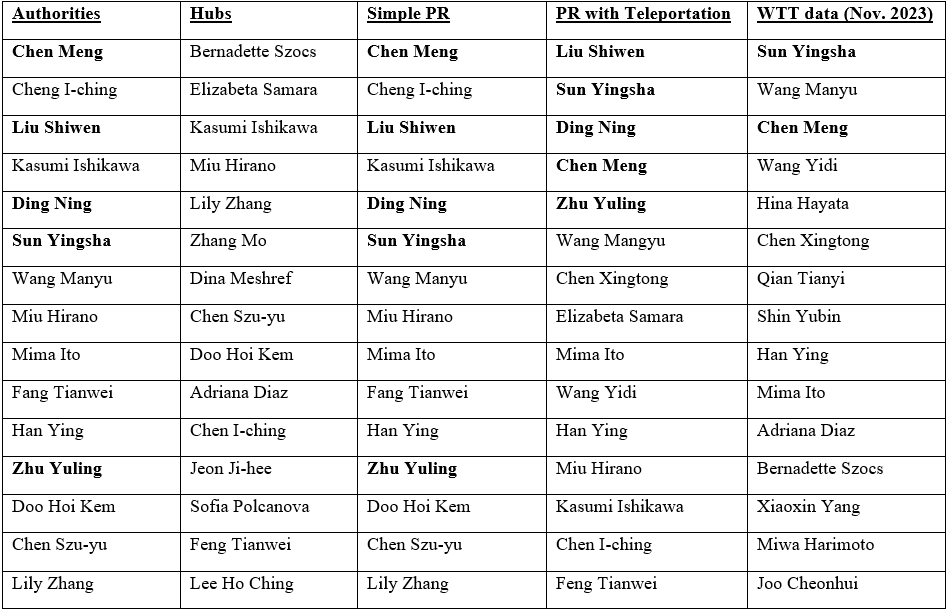 Authorities Hubs Simple PR PR with Teleportation WTT data (Nov. 2023)
Chen Meng Bernadette Szocs Chen Meng Liu Shiwen Sun Yingsha
Cheng I-ching Elizabeta Samara Cheng I-ching Sun Yingsha Wang Manyu
Liu Shiwen Kasumi Ishikawa Liu Shiwen Ding Ning Chen Meng
Kasumi Ishikawa Miu Hirano Kasumi Ishikawa Chen Meng Wang Yidi
Ding Ning Lily Zhang Ding Ning Zhu Yuling Hina Hayata
Sun Yingsha Zhang Mo Sun Yingsha Wang Mangyu Chen Xingtong
Wang Manyu Dina Meshref Wang Manyu Chen Xingtong Qian Tianyi
Miu Hirano Chen Szu-yu Miu Hirano Elizabeta Samara Shin Yubin
Mima Ito Doo Hoi Kem Mima Ito Mima Ito Han Ying
Fang Tianwei Adriana Diaz Fang Tianwei Wang Yidi Mima Ito
Han Ying Chen I-ching Han Ying Han Ying Adriana Diaz
Zhu Yuling Jeon Ji-hee Zhu Yuling Miu Hirano Bernadette Szocs
Doo Hoi Kem Sofia Polcanova Doo Hoi Kem Kasumi Ishikawa Xiaoxin Yang
Chen Szu-yu Feng Tianwei Chen Szu-yu Chen I-ching Miwa Harimoto
Lily Zhang Lee Ho Ching Lily Zhang Feng Tianwei Joo Cheonhui